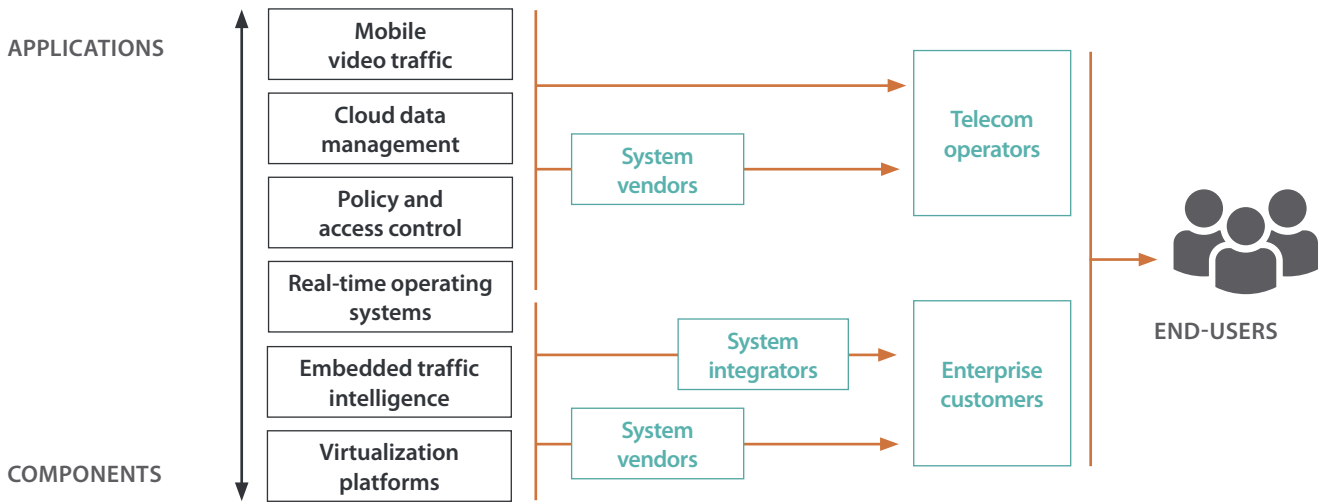 APPLICATIONS
Mobile
video traffic
Cloud data
management
Policy and
access control
Real-time operating
systems
Embedded traffic
intelligence
Virtualization
platforms
COMPONENTS
System
vendors
Telecom
operators
System
integrators
System
vendors
Enterprise
customers
END-USERS